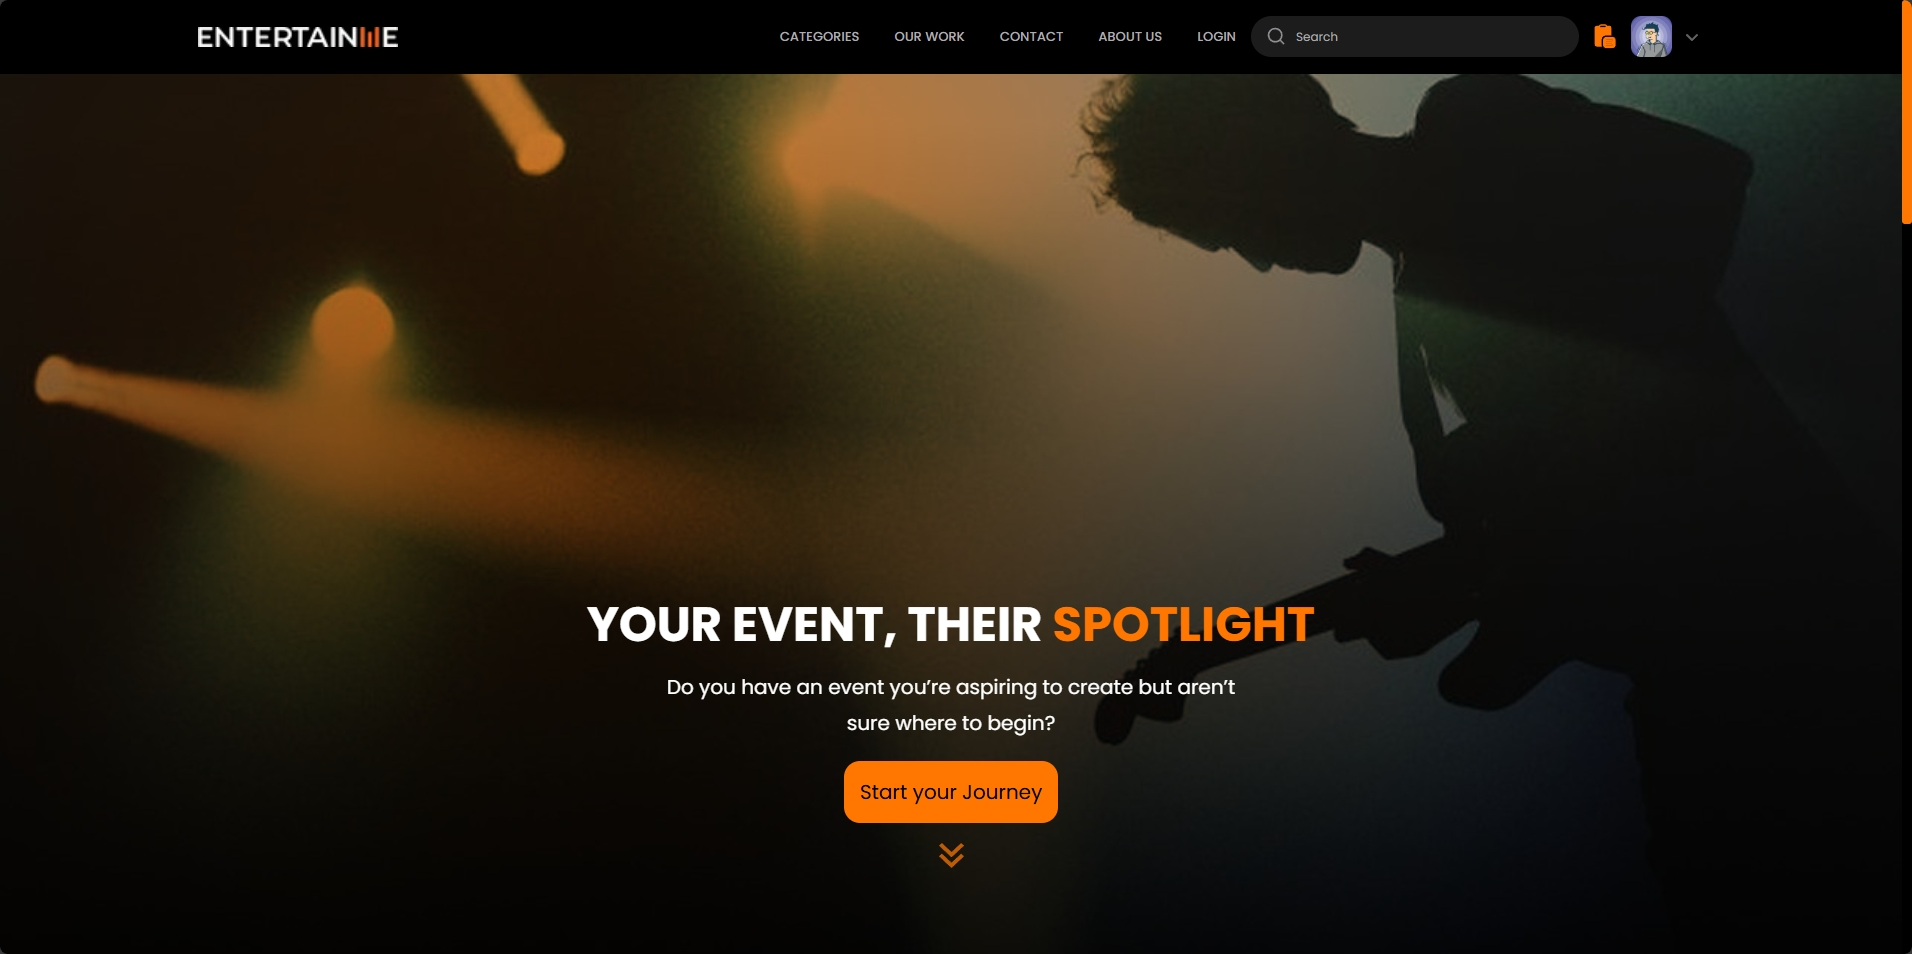 ENTERTAINME
CATEGORIES OUR WORK CONTACT ABOUT US LOGIN Search
YOUR EVENT, THEIR SPOTLIGHT
Do you have an event you’re aspiring to create but aren’t
sure where to begin?
Start your Journey